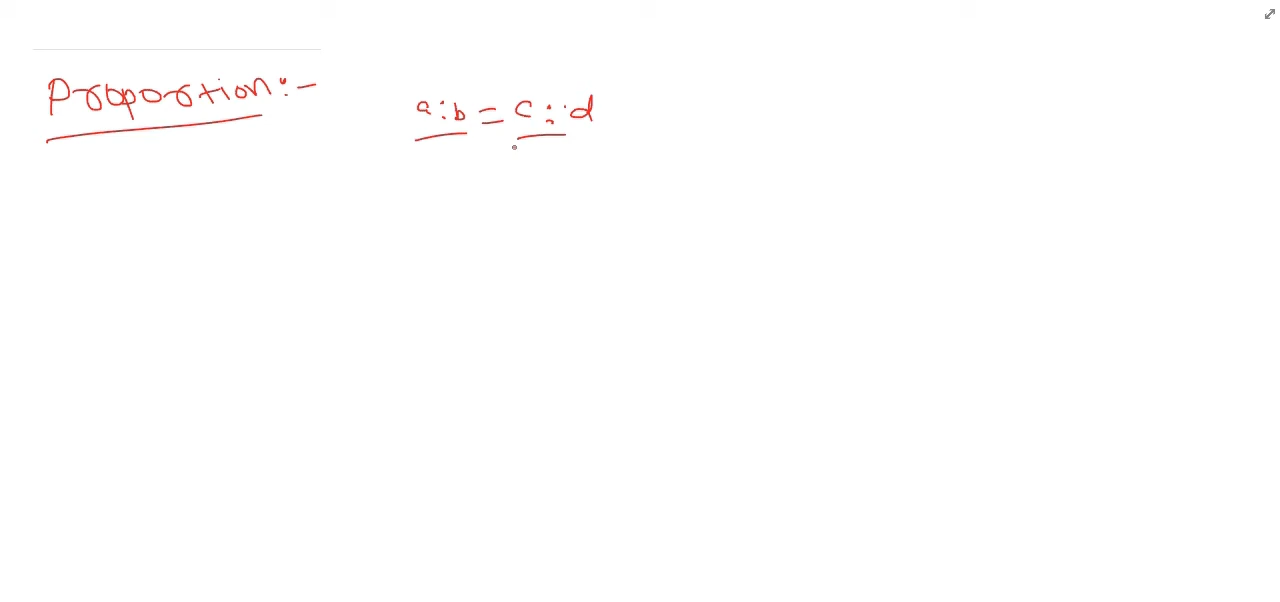 Proportion:-
a:b = c:d